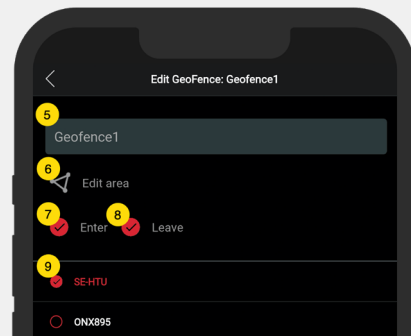 Edit GeoFence: Geofence1
5
Geofence1
6
Edit area
7
Enter
8
Leave
9
SE-HTU
ONX895